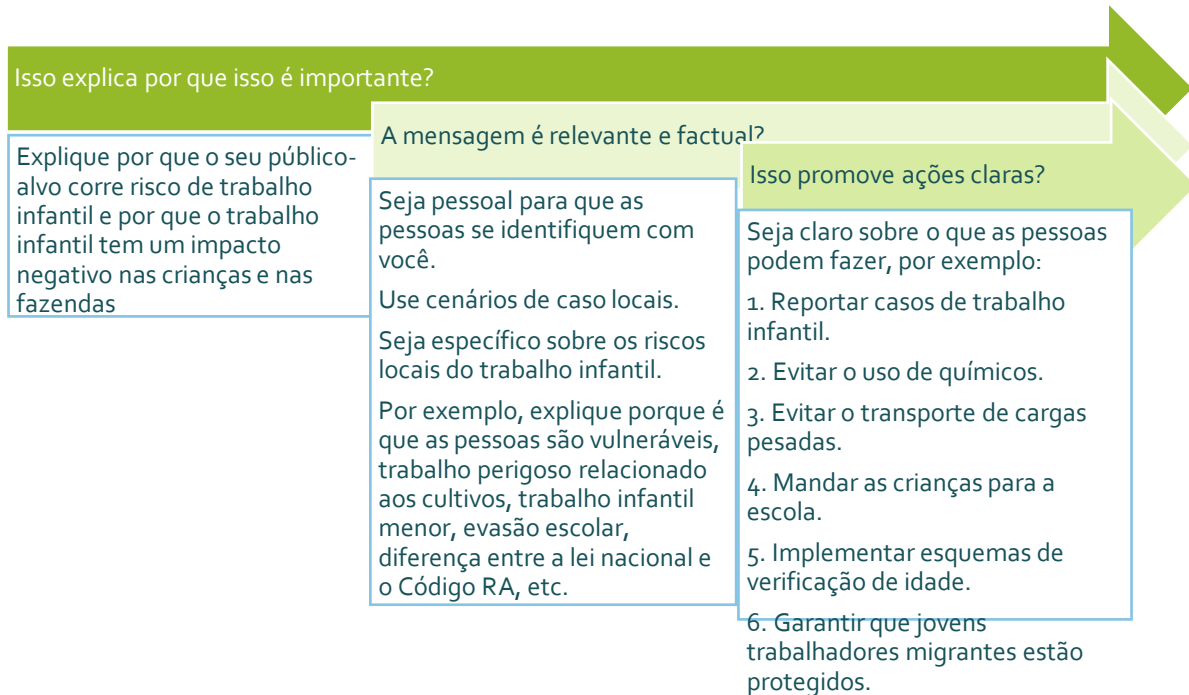 Isso explica por que isso é importante?
Explique por que o seu público-
alvo corre risco de trabalho
infantil e por que o trabalho
infantil tem um impacto
negativo nas crianças e nas
fazendas
A mensagem é relevante e factual?
Seja pessoal para que as
pessoas se identifiquem com
você.
Use cenários de caso locais.
Seja específico sobre os riscos
locais do trabalho infantil.
Por exemplo, explique porque é
que as pessoas são vulneráveis,
trabalho perigoso relacionado
aos cultivos, trabalho infantil
menor, evasão escolar,
diferença entre a lei nacional e
o Código RA, etc.
Isso promove ações claras?
Seja claro sobre o que as pessoas
podem fazer, por exemplo:
1. Reportar casos de trabalho
infantil.
2. Evitar o uso de químicos.
3. Evitar o transporte de cargas
pesadas.
4. Mandar as crianças para a
escola.
5. Implementar esquemas de
verificação de idade.
6. Garantir que jovens
trabalhadores migrantes estão
protegidos.